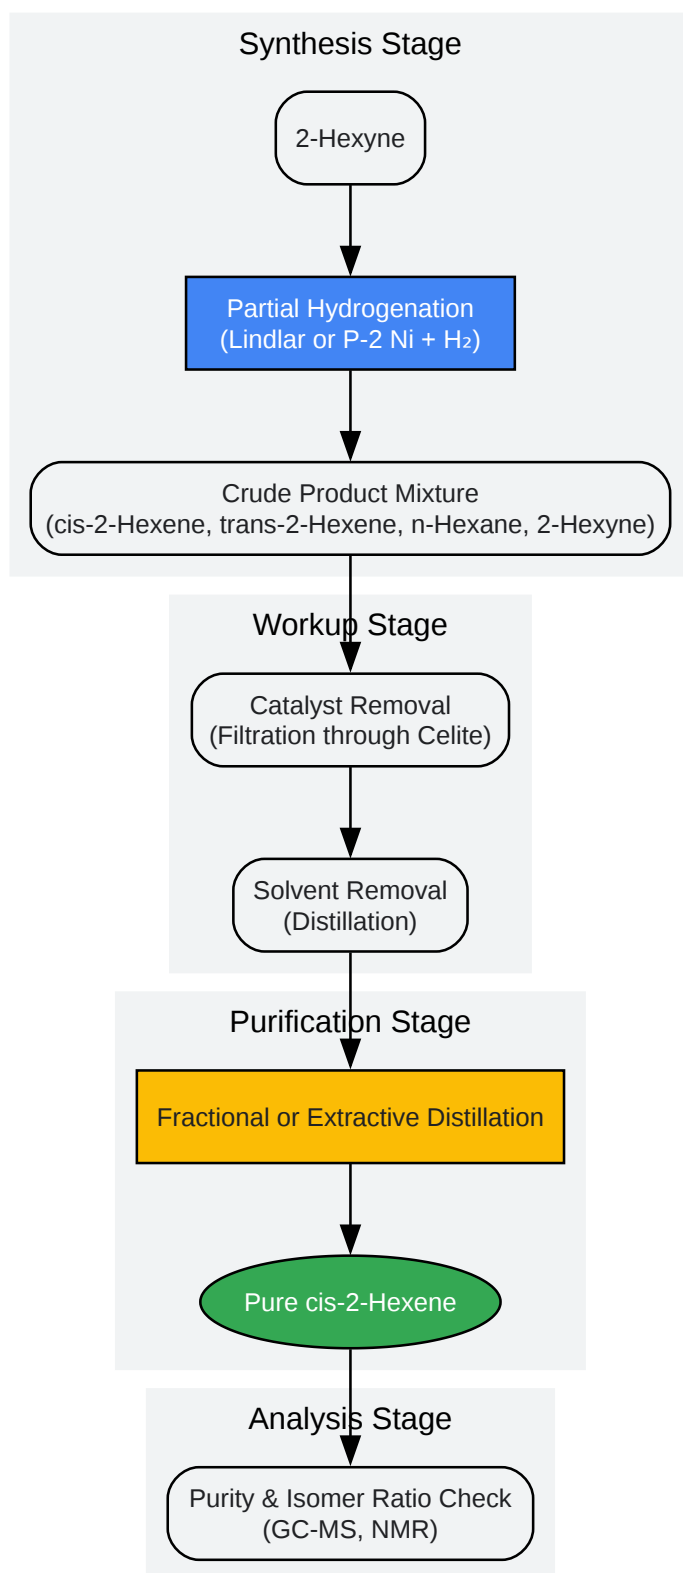 Synthesis Stage
2-Hexyne
Partial Hydrogenation
(Lindlar or P-2 Ni + H₂)
Crude Product Mixture
(cis-2-Hexene, trans-2-Hexene, n-Hexane, 2-Hexyne)
Workup Stage
Catalyst Removal
(Filtration through Celite)
Solvent Removal
(Distillation)
Purification Stage
Fractional or Extractive Distillation
Pure cis-2-Hexene
Analysis Stage
Purity & Isomer Ratio Check
(GC-MS, NMR)